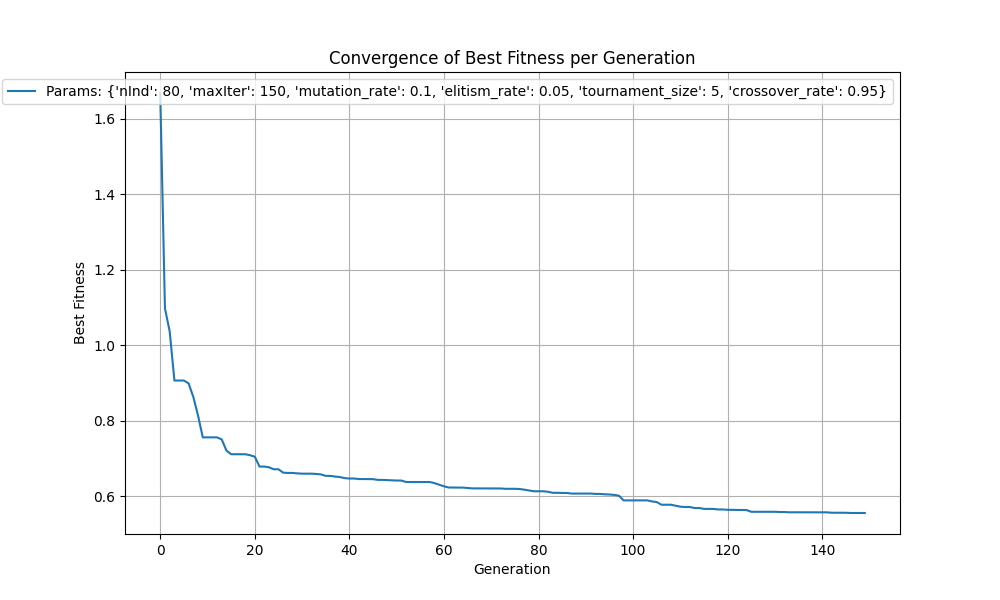 Convergence of Best Fitness per Generation
Params: {'nInd': 80, 'maxIter': 150, 'mutation_rate': 0.1, 'elitism_rate': 0.05, 'tournament_size': 5, 'crossover_rate': 0.95}
1.6
1.4
1.2
1.0
0.8
0.6
Best Fitness
0 20 40 60 80 100 120 140
Generation